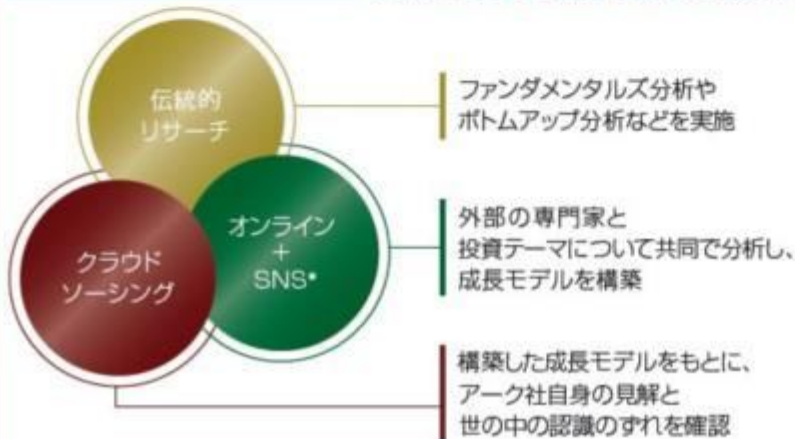 伝統的
リサーチ
ファンダメンタルズ分析や
ボトムアップ分析などを実施
オンライン
+
SNS*
外部の専門家と
投資テーマについて共同で分析し、
成長モデルを構築
クラウド
ソーシング
構築した成長モデルをもとに、
アーク社自身の見解と
世の中の認識のずれを確認